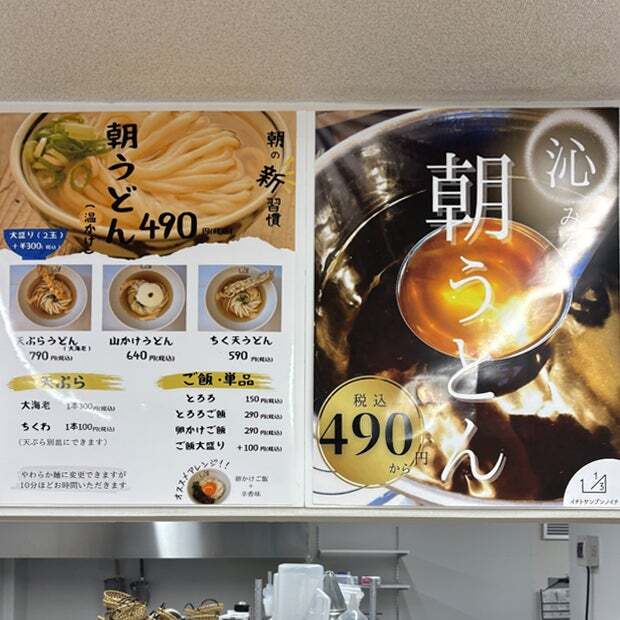 朝うどん
(温かけ)
490円(税込)
朝の新習慣
大盛り(2玉)
+¥300(税込)
天ぷらうどん
(大海老)
790円(税込)
山かけうどん
640円(税込)
ちく天うどん
590円(税込)
天ぷら
大海老 1本300円(税込)
ちくわ 1本100円(税込)
(天ぷら別皿にできます)
やわらか麺に変更できますが
10分ほどお時間いただきます
ご飯・単品
とろろ 150円(税込)
とろろご飯 290円(税込)
卵かけご飯 290円(税込)
ご飯大盛り +100円(税込)
オススメアレンジ!!
卵かけご飯
+
辛香味
沁み
朝うどん
税込
490円
から
1 1/3
イチトサンブンノイチ